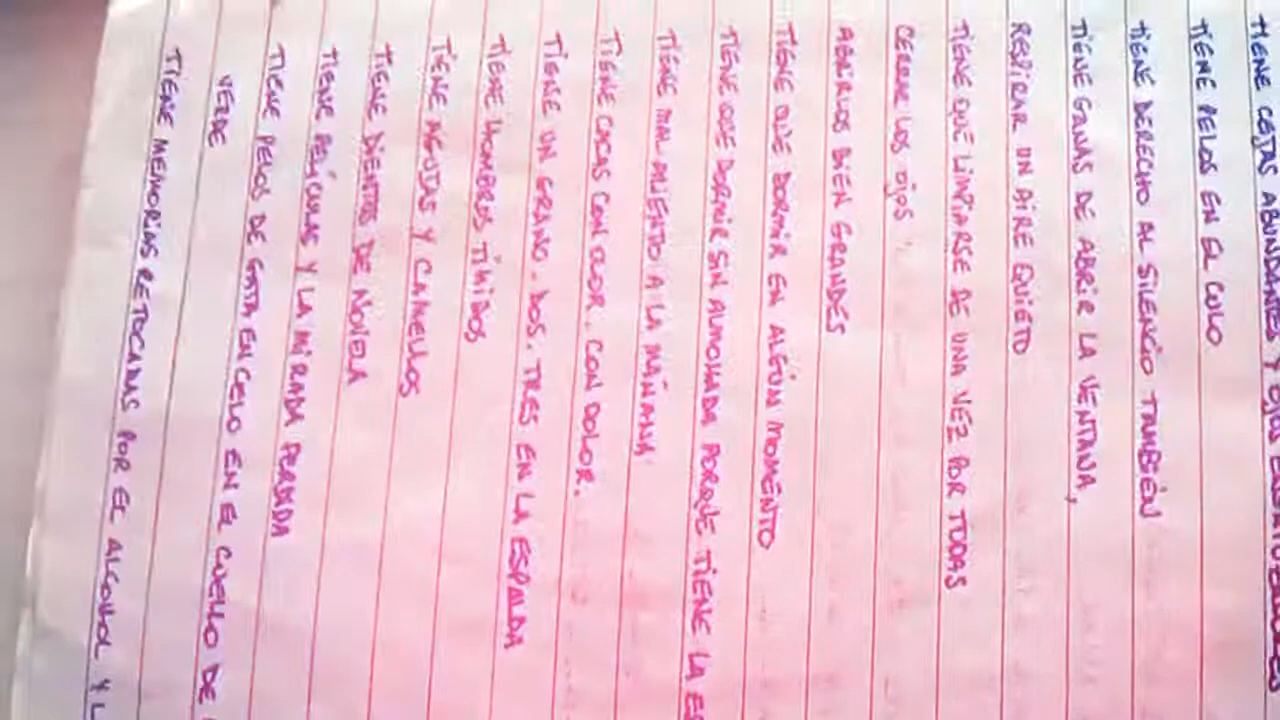 TIENE CEJAS ABUNDANTES Y OJOS
TIENE PELOS EN EL CULO
TIENE DERECHO AL SILENCIO TAMBIÉN
TIENE GANAS DE ABRIR LA VENTANA,
RESPIRAR UN AIRE QUIETO
TIENE QUE LIMPIARSE DE UNA VEZ POR TODAS
CERRAR LOS OJOS
ABRIRLOS BIEN GRANDES
TIENE QUE DORMIR EN ALGÚN MOMENTO
TIENE QUE DORMIR SIN ALMOHADA PORQUE TIENE LA ES
TIENE MAL ALIENTO A LA MAÑANA
TIENE CACAS CON OLOR. CON DOLOR.
TIENE UN GRANO. DOS. TRES EN LA ESPALDA
TIENE HOMBROS TÍMIDOS
TIENE AGUJAS Y CAMELLOS
TIENE DIENTES DE NOVELA
TIENE PELÍCULAS Y LA MIRADA PERDIDA
TIENE PELOS DE GATA EN CELO EN EL CUELLO DE
VERDE
TIENE MEMORIAS RETOCADAS POR EL ALCOHOL Y L